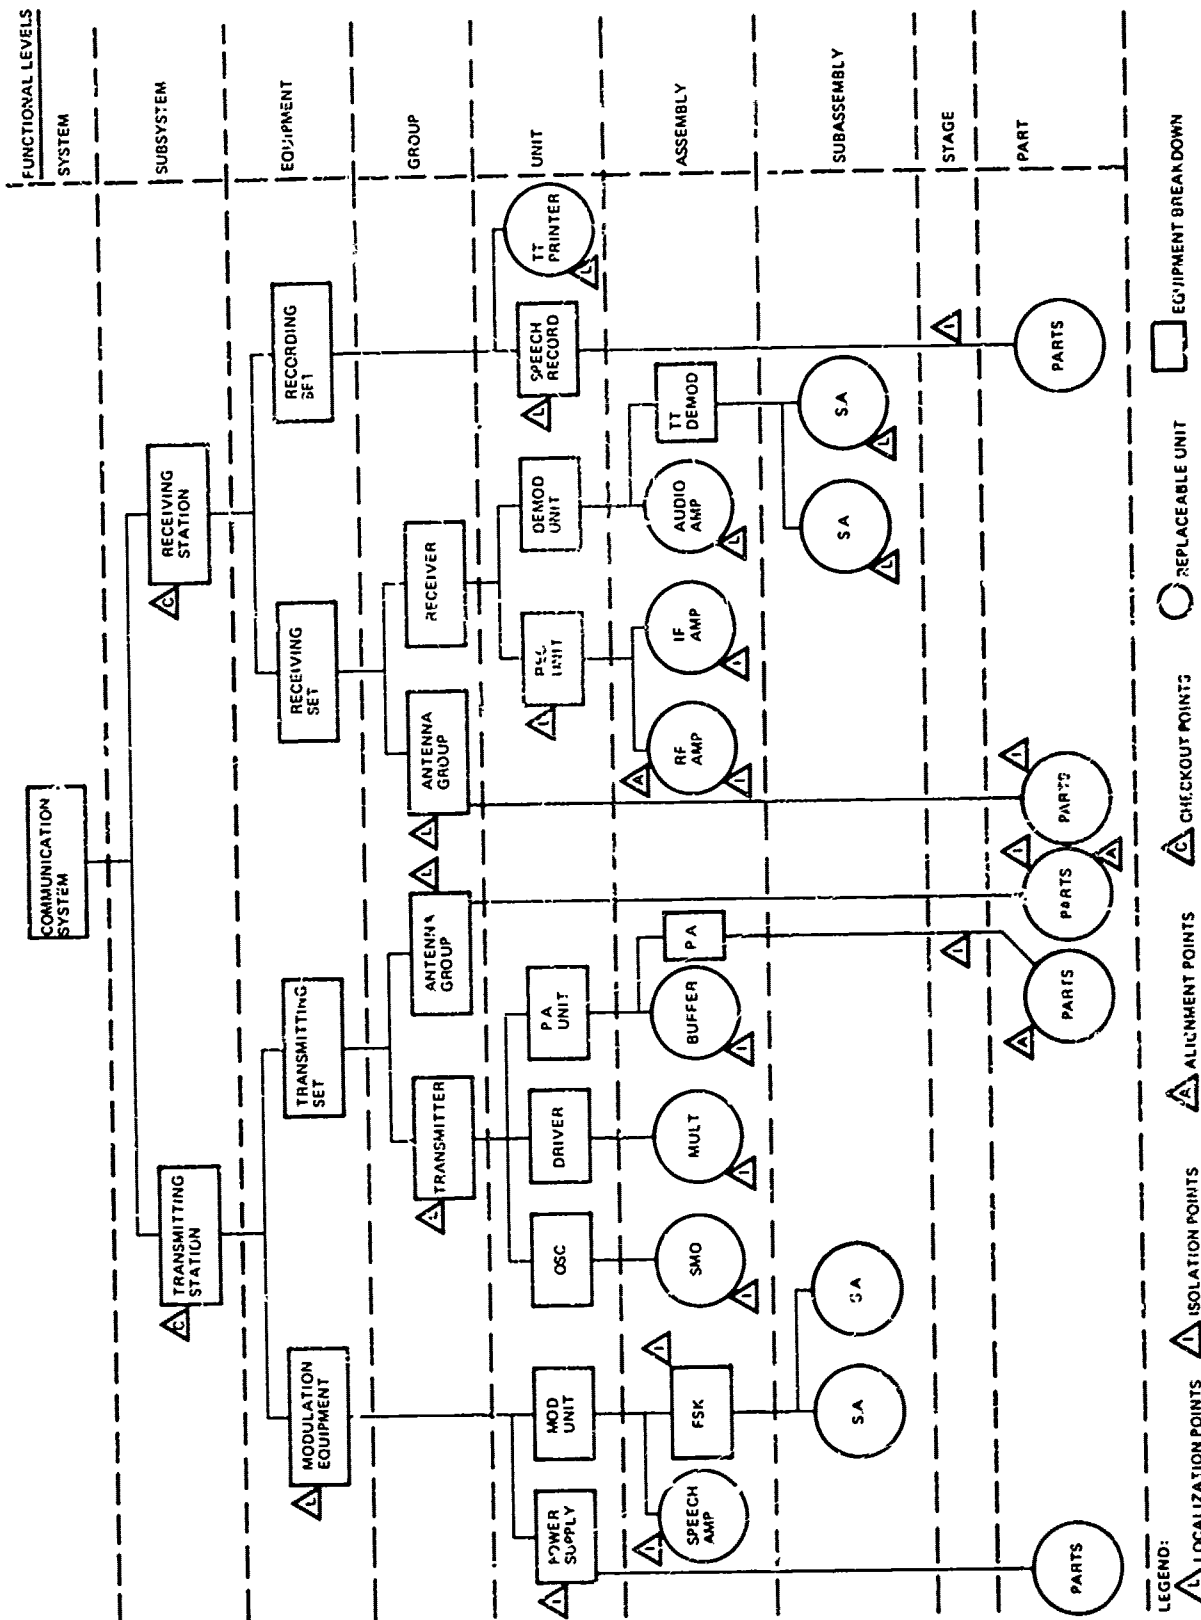 FUNCTIONAL LEVELS
SYSTEM
SUBSYSTEM
EQUIPMENT
GROUP
UNIT
ASSEMBLY
SUBASSEMBLY
STAGE
PART
COMMUNICATION
SYSTEM
TRANSMITTING
STATION
C
RECEIVING
STATION
C
MODULATION
EQUIPMENT
L
TRANSMITTING
SET
RECEIVING
SET
RECORDING
SET
TRANSMITTER
L
ANTENNA
GROUP
L
ANTENNA
GROUP
L
RECEIVER
POWER
SUPPLY
I
MOD
UNIT
OSC
DRIVER
PA
UNIT
REC
UNIT
DEMOD
UNIT
SPEECH
RECORD
L
TT
PRINTER
L
SPEECH
AMP
I
FSK
I
SMO
I
MULT
I
BUFFER
I
PA
RF
AMP
A
I
IF
AMP
I
AUDIO
AMP
L
TT
DEMOD
SA
SA
SA
L
SA
L
I
I
PARTS
PARTS
A
PARTS
I
A
PARTS
I
PARTS
LEGEND:
L LOCALIZATION POINTS
I ISOLATION POINTS
A ALIGNMENT POINTS
C CHECKOUT POINTS
REPLACEABLE UNIT
EQUIPMENT BREAKDOWN